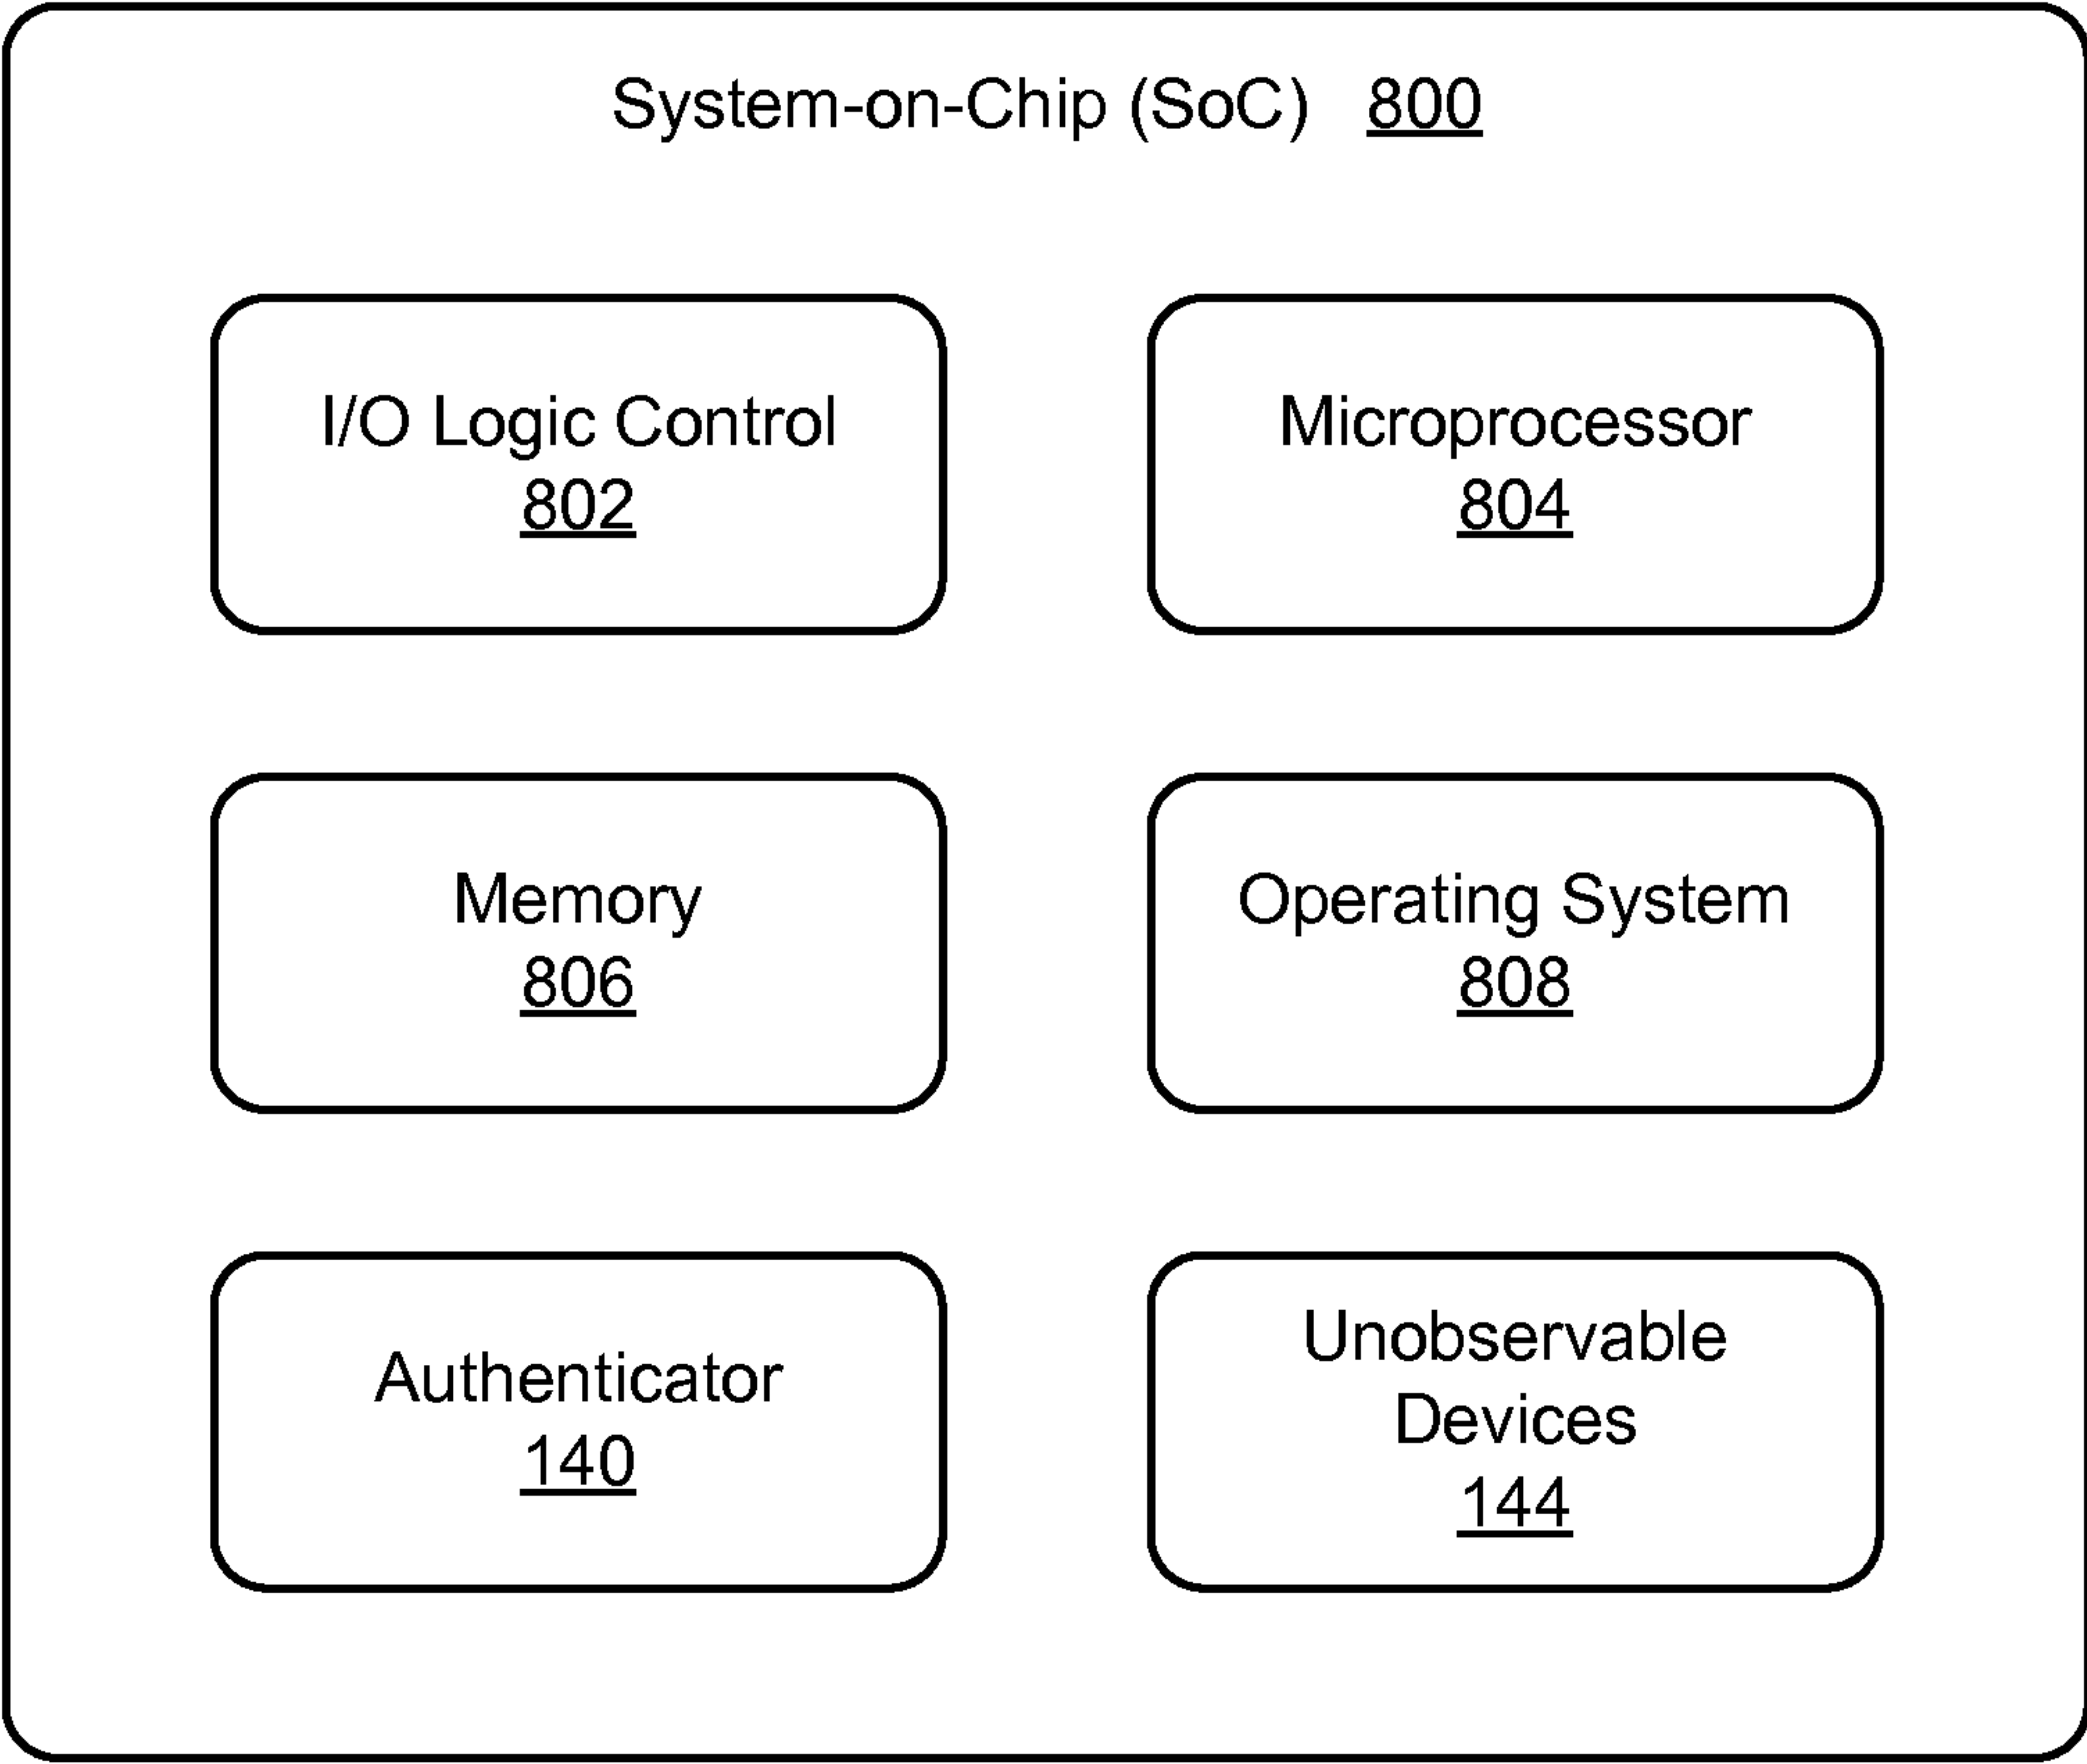 System-on-Chip (SoC) 800
I/O Logic Control
802
Microprocessor
804
Memory
806
Operating System
808
Authenticator
140
Unobservable
Devices
144